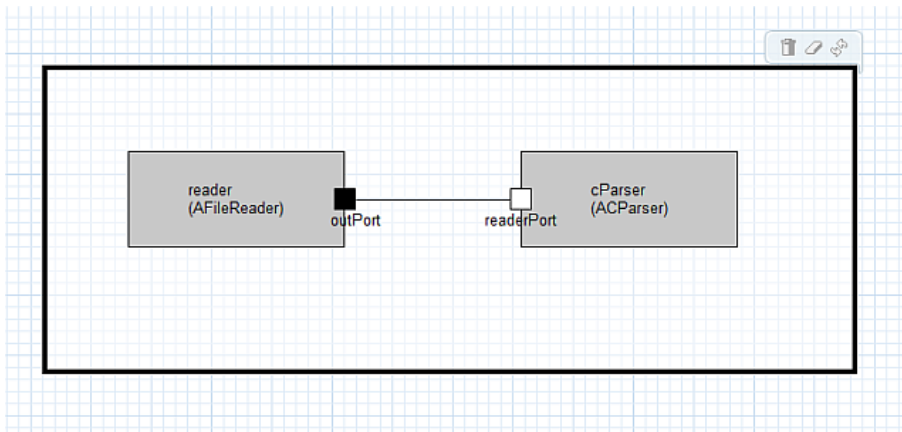 reader
(AFileReader)
outPort
readerPort
cParser
(ACParser)